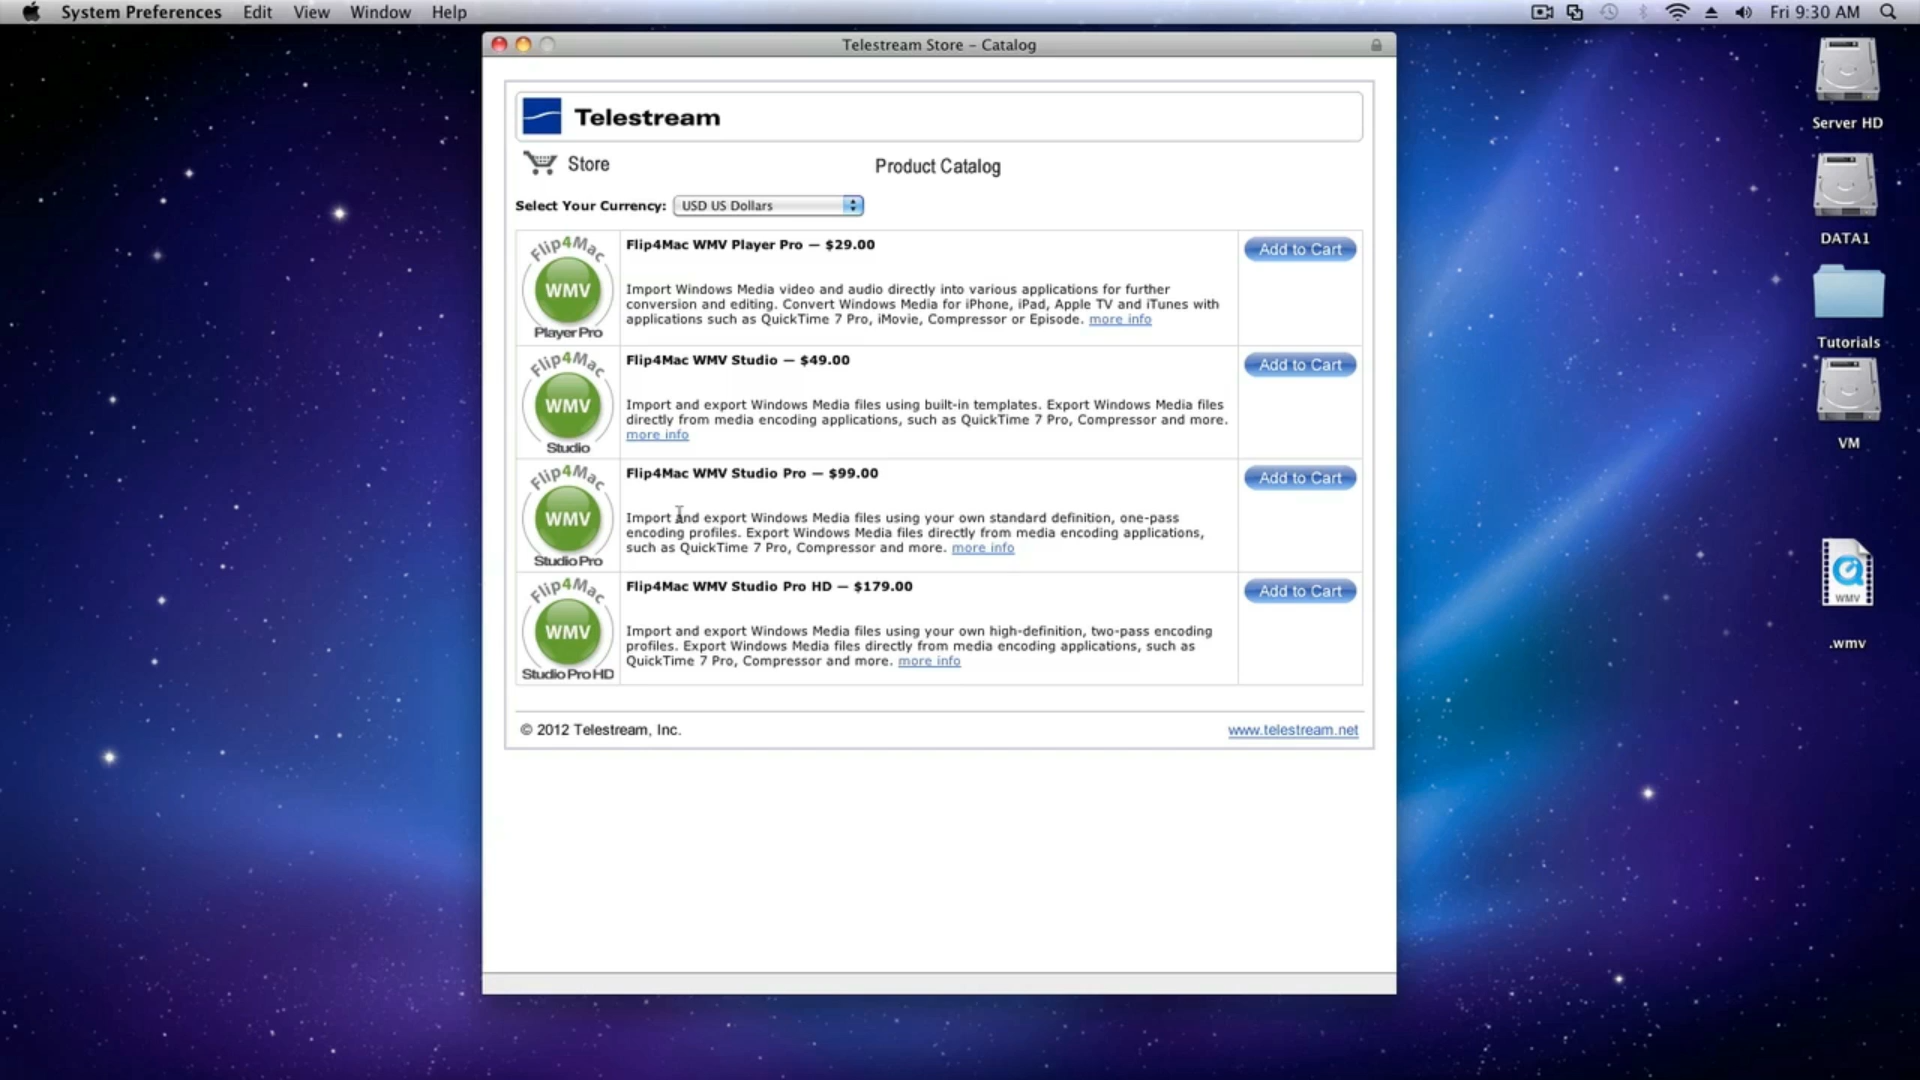 System Preferences Edit View Window Help Fri 9:30 AM
Telestream Store – Catalog
Telestream
Store
Product Catalog
Select Your Currency: USD US Dollars
Flip4Mac
WMV
Player Pro
Flip4Mac WMV Player Pro — $29.00
Import Windows Media video and audio directly into various applications for further
conversion and editing. Convert Windows Media for iPhone, iPad, Apple TV and iTunes with
applications such as QuickTime 7 Pro, iMovie, Compressor or Episode. more info
Add to Cart
Flip4Mac
WMV
Studio
Flip4Mac WMV Studio — $49.00
Import and export Windows Media files using built-in templates. Export Windows Media files
directly from media encoding applications, such as QuickTime 7 Pro, Compressor and more.
more info
Add to Cart
Flip4Mac
WMV
Studio Pro
Flip4Mac WMV Studio Pro — $99.00
Import and export Windows Media files using your own standard definition, one-pass
encoding profiles. Export Windows Media files directly from media encoding applications,
such as QuickTime 7 Pro, Compressor and more. more info
Add to Cart
Flip4Mac
WMV
Studio Pro HD
Flip4Mac WMV Studio Pro HD — $179.00
Import and export Windows Media files using your own high-definition, two-pass encoding
profiles. Export Windows Media files directly from media encoding applications, such as
QuickTime 7 Pro, Compressor and more. more info
Add to Cart
© 2012 Telestream, Inc.
www.telestream.net
Server HD
DATA1
Tutorials
VM
WMV
.wmv